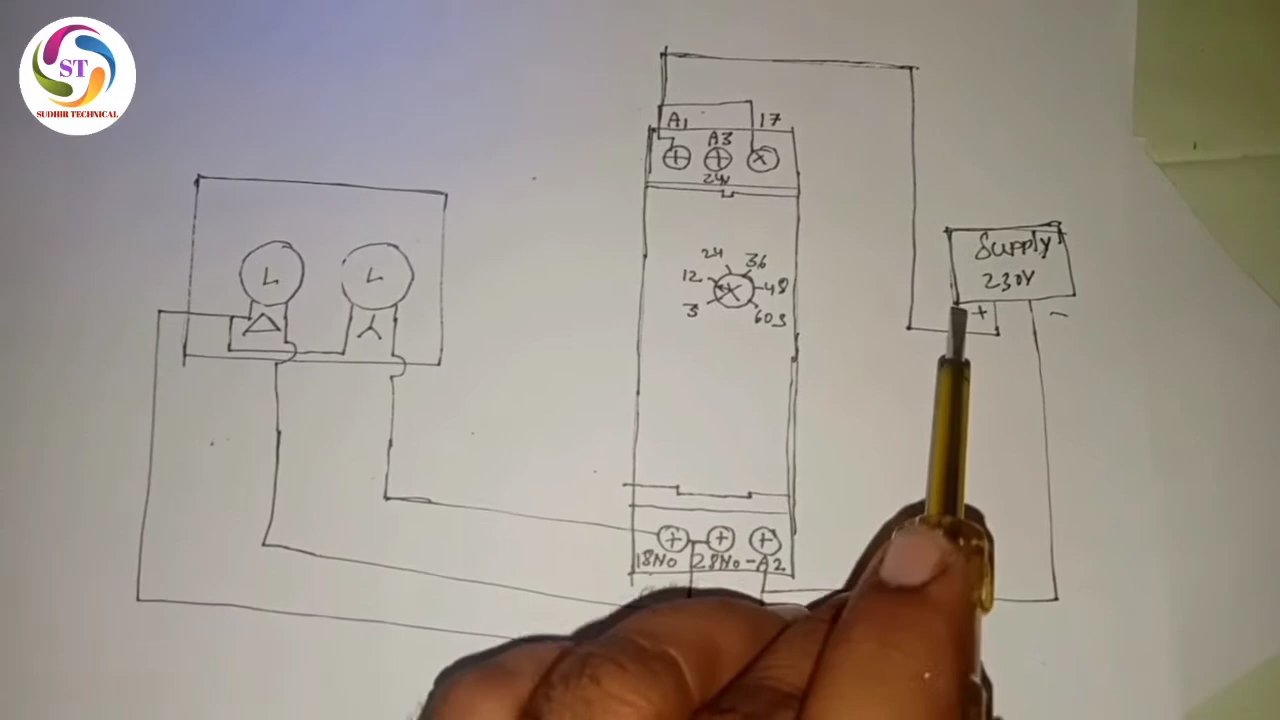 ST
SUDHIR TECHNICAL
A1
17
A3
24V
Supply
230V
+
-
24
36
12
48
3
60s
L
L
Δ
Y
18No
28No
-A2